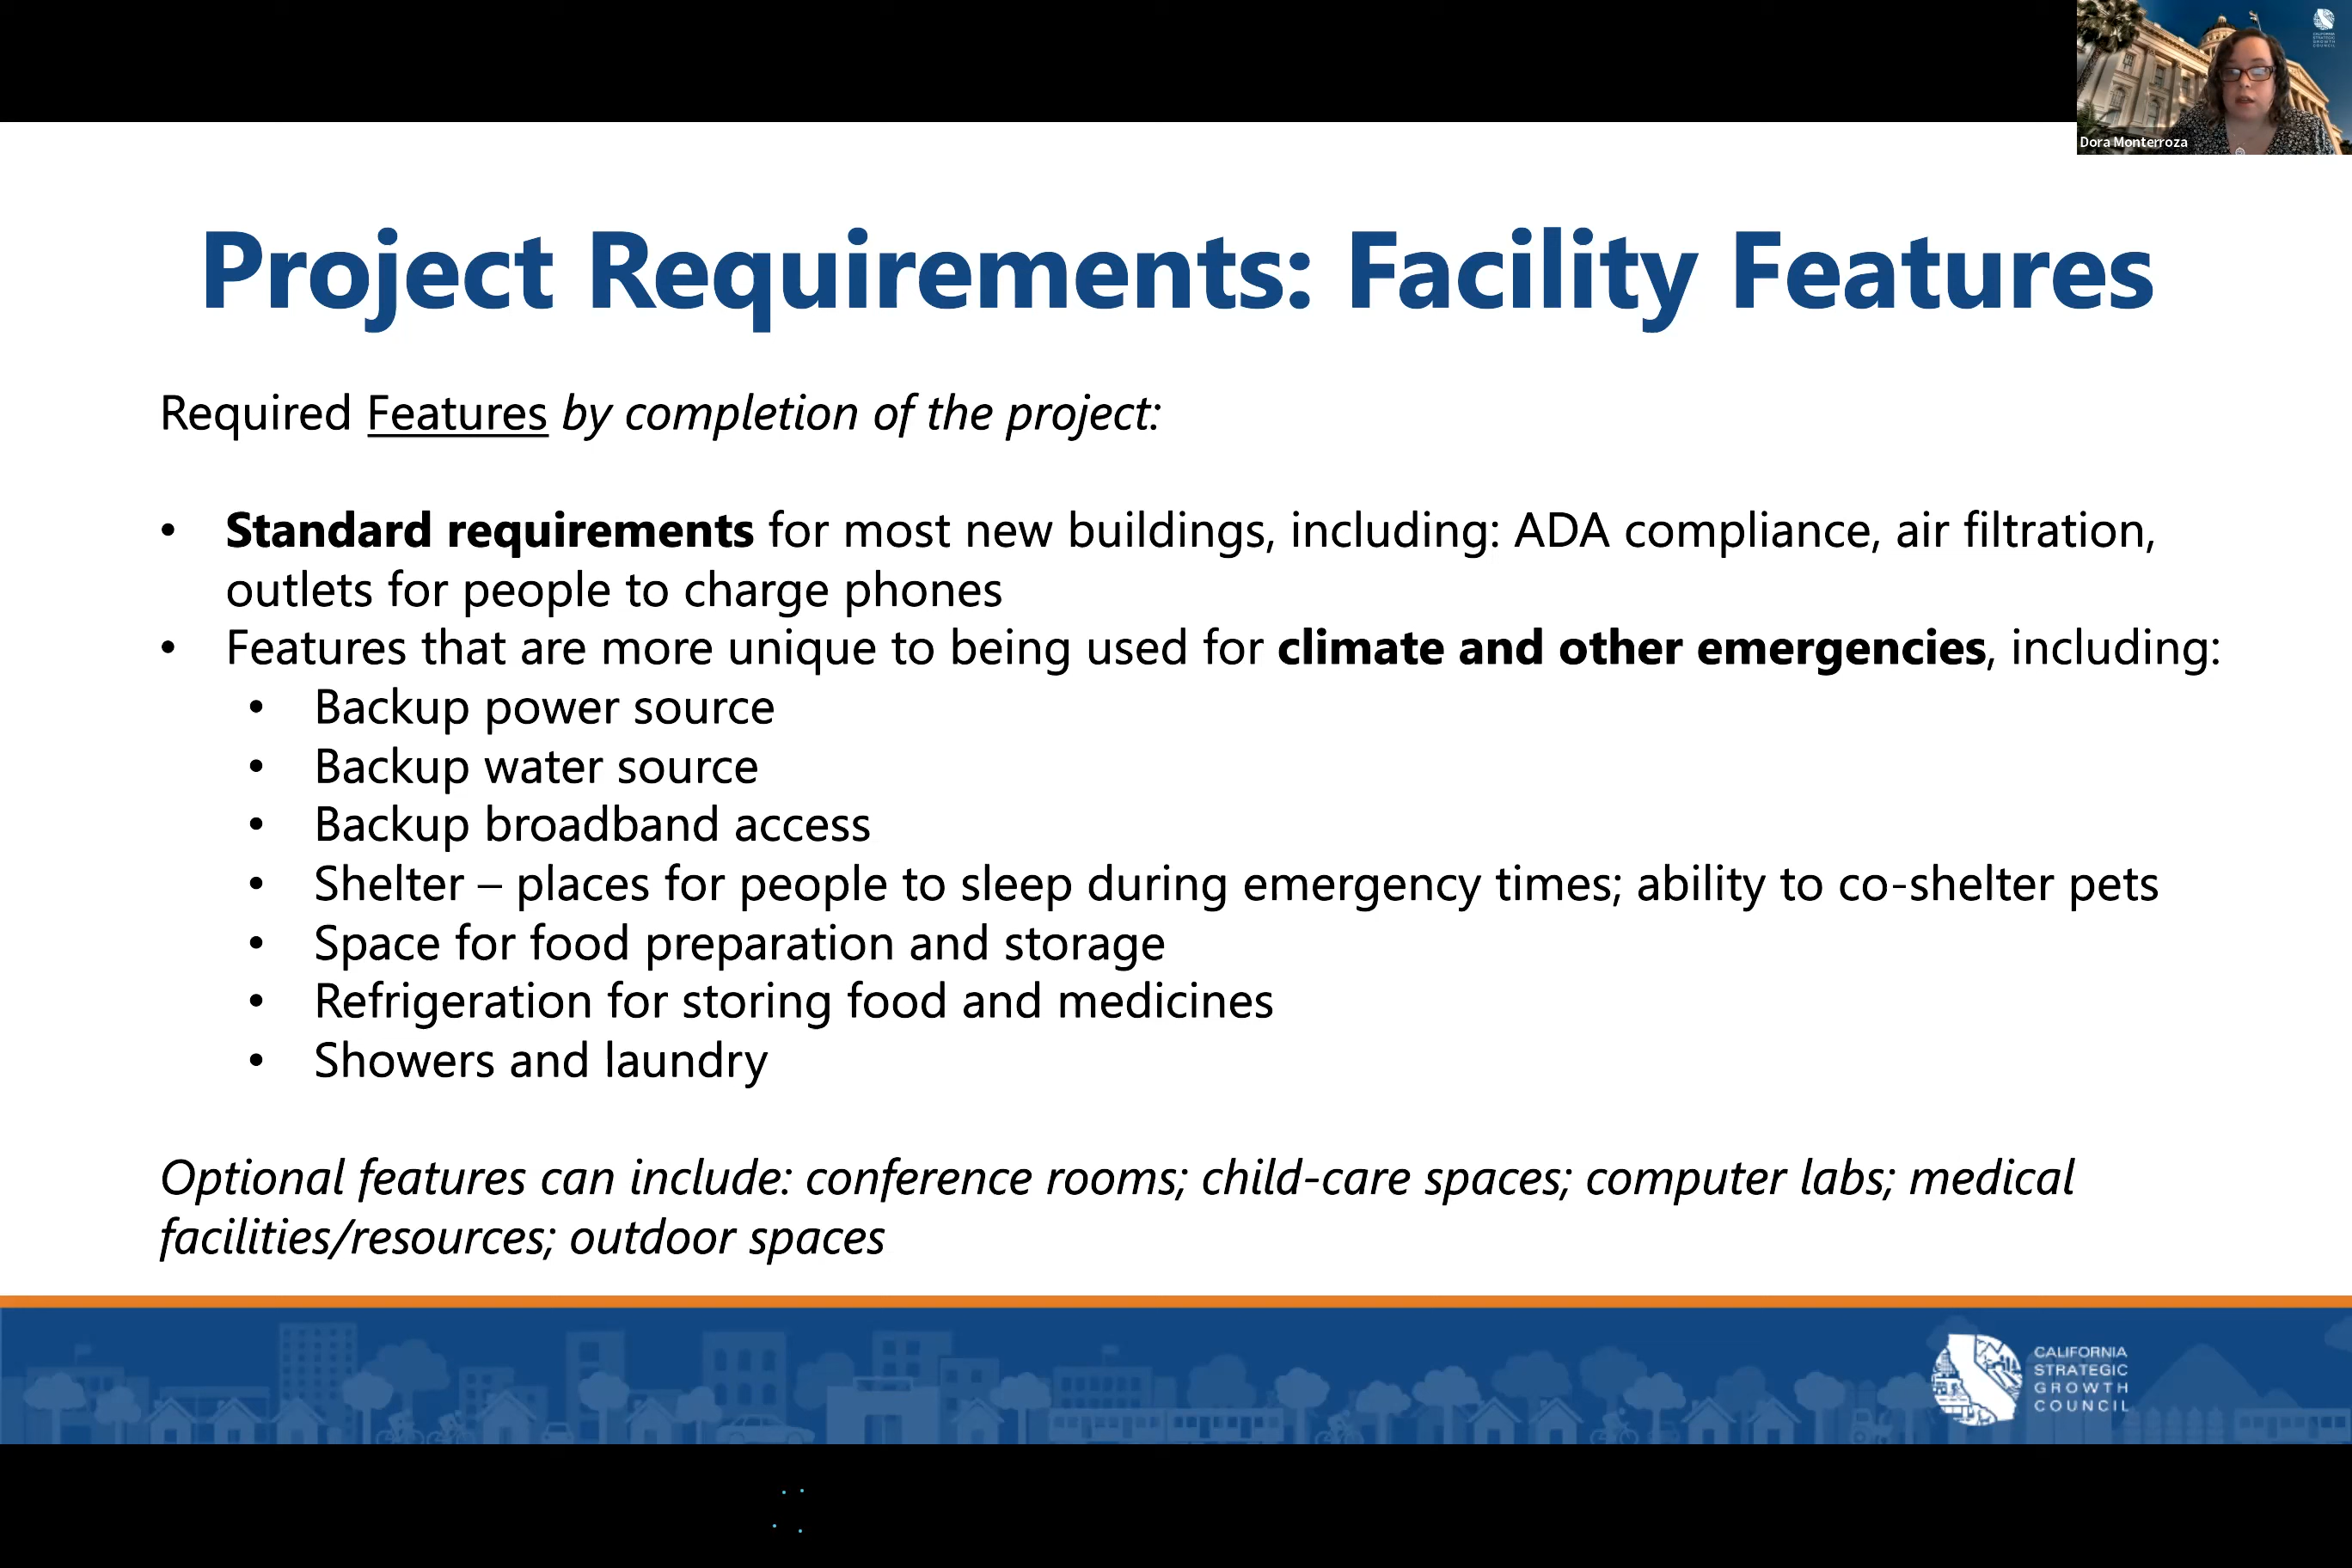 CALIFORNIA
STRATEGIC
GROWTH
COUNCIL
Dora Monterroza
Project Requirements: Facility Features
Required Features by completion of the project:
• Standard requirements for most new buildings, including: ADA compliance, air filtration,
outlets for people to charge phones
• Features that are more unique to being used for climate and other emergencies, including:
• Backup power source
• Backup water source
• Backup broadband access
• Shelter – places for people to sleep during emergency times; ability to co-shelter pets
• Space for food preparation and storage
• Refrigeration for storing food and medicines
• Showers and laundry
Optional features can include: conference rooms; child-care spaces; computer labs; medical
facilities/resources; outdoor spaces
CALIFORNIA
STRATEGIC
GROWTH
COUNCIL